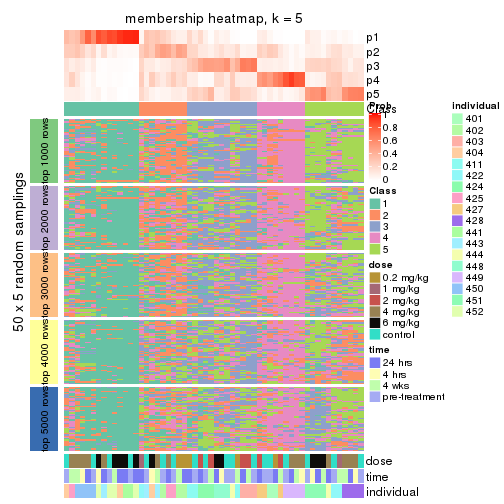 membership heatmap, k = 5
p1
p2
p3
p4
p5
50 x 5 random samplings
top 1000 rows
top 2000 rows
top 3000 rows
top 4000 rows
top 5000 rows
dose
time
individual
Class
Prob
1
0.8
0.6
0.4
0.2
0
Class
1
2
3
4
5
dose
0.2 mg/kg
1 mg/kg
2 mg/kg
4 mg/kg
6 mg/kg
control
time
24 hrs
4 hrs
4 wks
pre-treatment
individual
401
402
403
404
411
422
424
425
427
428
441
443
444
448
449
450
451
452